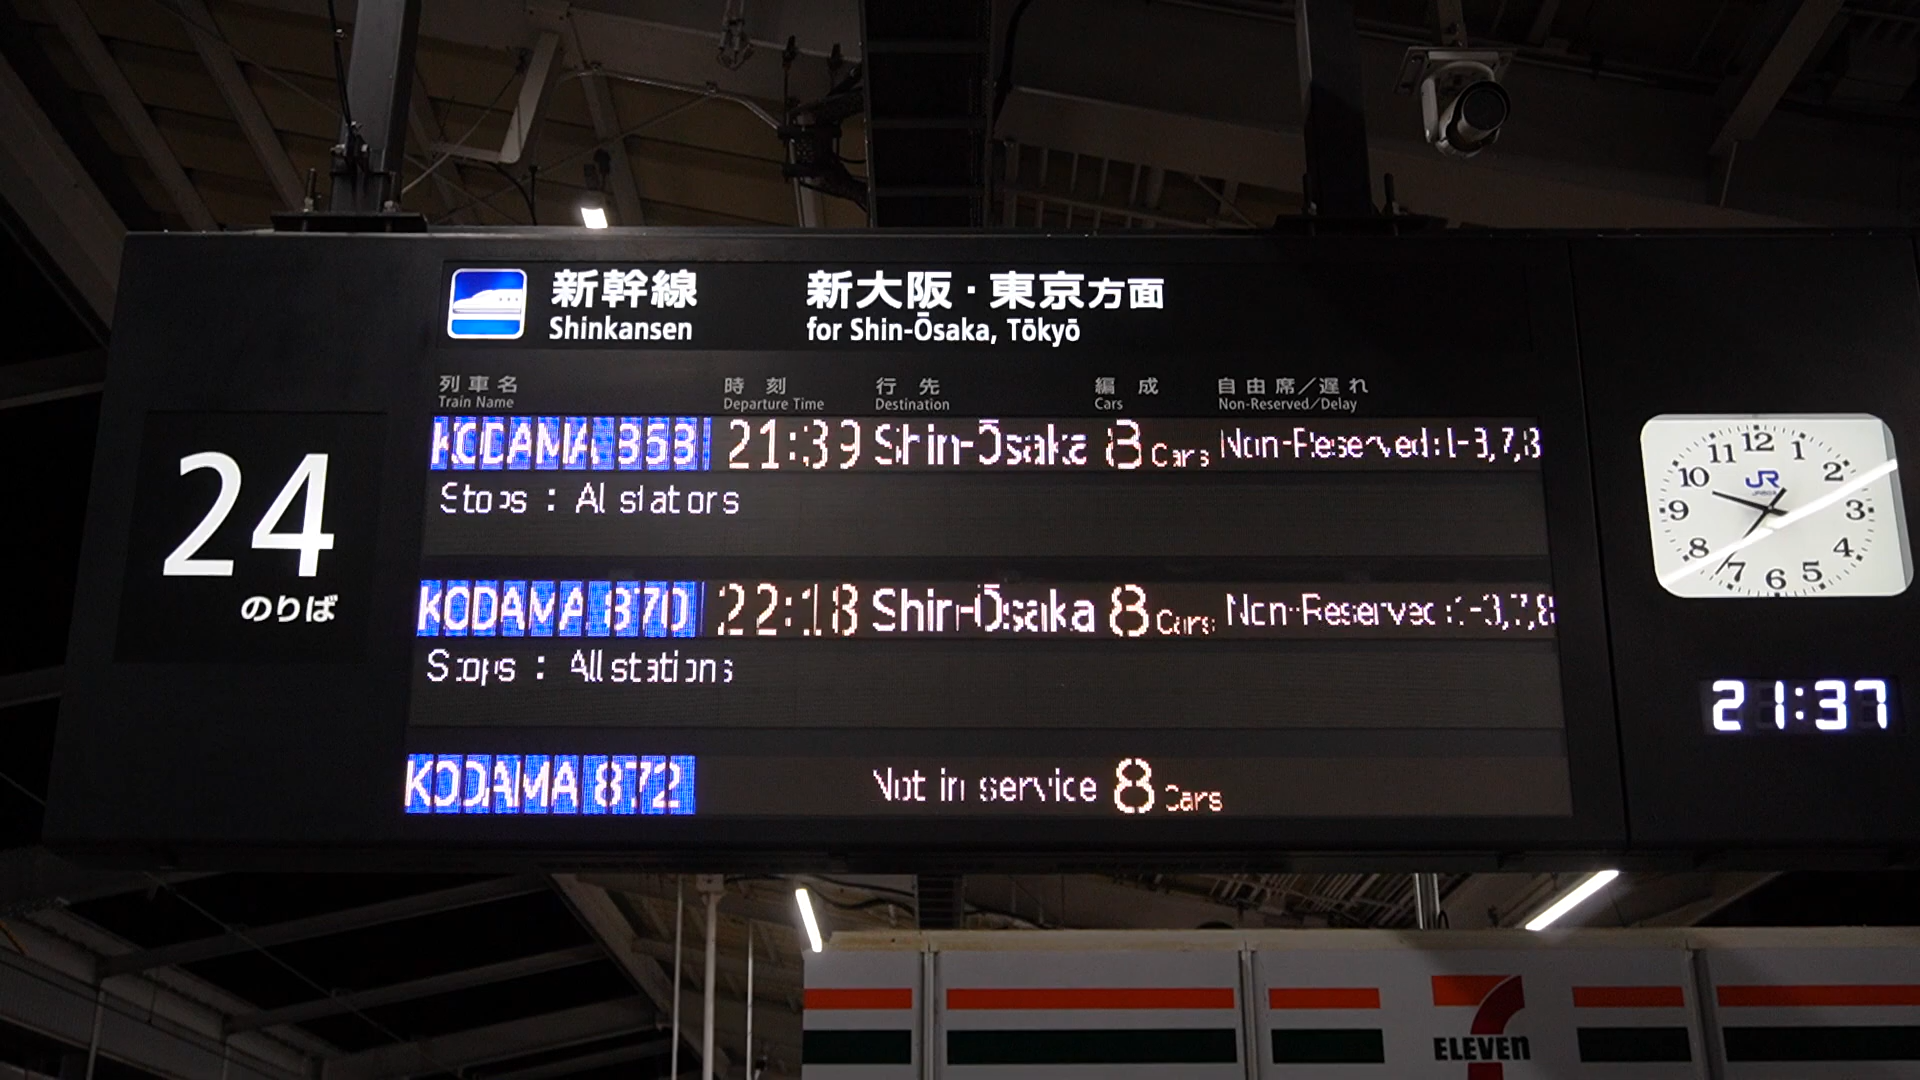 新幹線 新大阪・東京方面
Shinkansen for Shin-Ōsaka, Tōkyō
列車名 時刻 行先 編成 自由席／遅れ
Train Name Departure Time Destination Cars Non-Reserved/Delay
24
のりば
KODAMA 868 21:39 Shin-Ōsaka 8 Cars Non-Reserved:1-3,7,8
Stops : All stations
KODAMA 870 22:18 Shin-Ōsaka 8 Cars Non-Reserved:1-3,7,8
Stops : All stations
KODAMA 872 Not in service 8 Cars
12 1 2 3 4 5 6 7 8 9 10 11
JR
21:37
7
ELEVEn